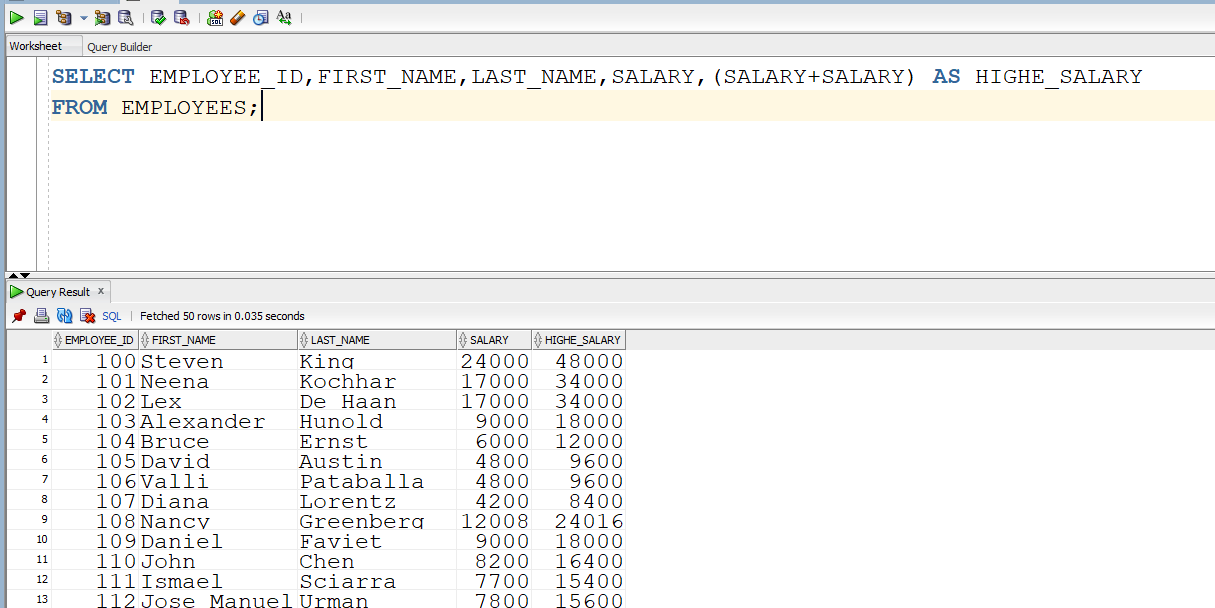 Worksheet Query Builder
SELECT EMPLOYEE_ID,FIRST_NAME,LAST_NAME,SALARY,(SALARY+SALARY) AS HIGHE_SALARY
FROM EMPLOYEES;
Query Result x
SQL | Fetched 50 rows in 0.035 seconds
EMPLOYEE_ID FIRST_NAME LAST_NAME SALARY HIGHE_SALARY
1 100 Steven King 24000 48000
2 101 Neena Kochhar 17000 34000
3 102 Lex De Haan 17000 34000
4 103 Alexander Hunold 9000 18000
5 104 Bruce Ernst 6000 12000
6 105 David Austin 4800 9600
7 106 Valli Pataballa 4800 9600
8 107 Diana Lorentz 4200 8400
9 108 Nancy Greenberg 12008 24016
10 109 Daniel Faviet 9000 18000
11 110 John Chen 8200 16400
12 111 Ismael Sciarra 7700 15400
13 112 Jose Manuel Urman 7800 15600